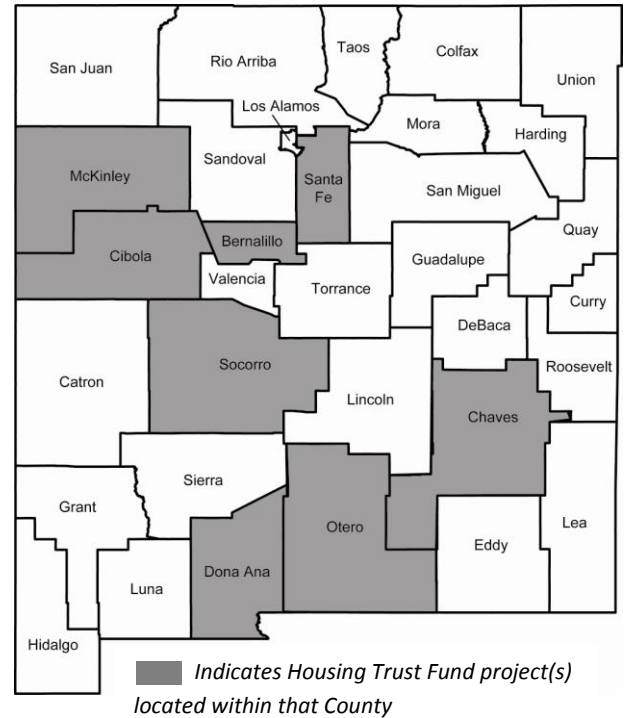 Taos
Colfax
San Juan
Rio Arriba
Union
Los Alamos
Mora
Harding
Sandoval
McKinley
Santa
Fe
San Miguel
Quay
Bernalillo
Cibola
Guadalupe
Valencia
Torrance
Curry
DeBaca
Socorro
Roosevelt
Catron
Lincoln
Chaves
Sierra
Grant
Otero
Lea
Eddy
Dona Ana
Luna
Hidalgo
Indicates Housing Trust Fund project(s)
located within that County